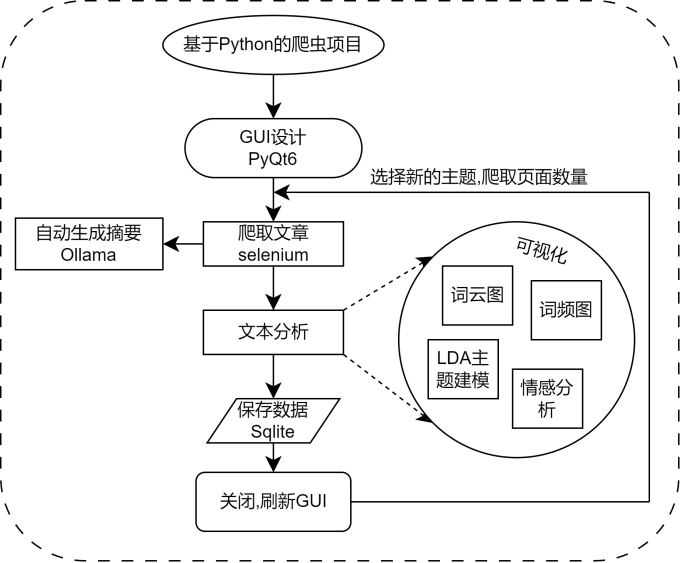 基于Python的爬虫项目
GUI设计
PyQt6
选择新的主题,爬取页面数量
爬取文章
selenium
自动生成摘要
Ollama
可视化
词云图
词频图
文本分析
LDA主
题建模
情感分
析
保存数据
Sqlite
关闭,刷新GUI